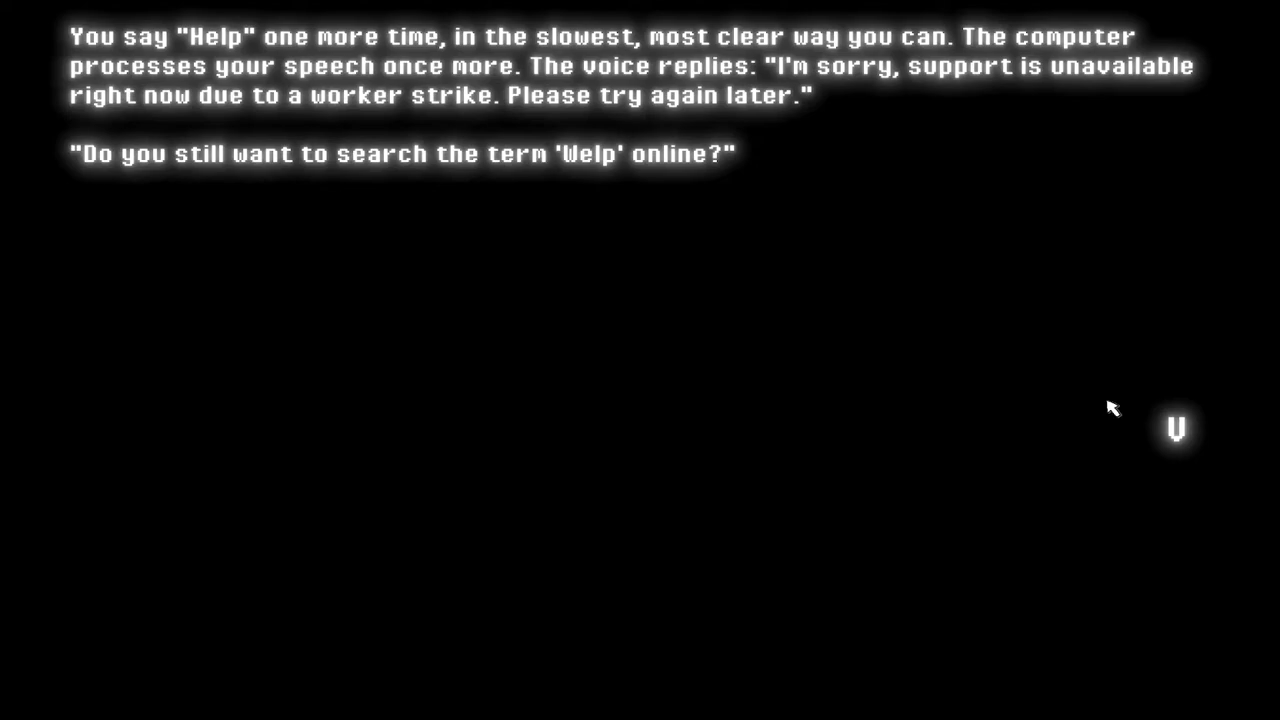 You say "Help" one more time, in the slowest, most clear way you can. The computer
processes your speech once more. The voice replies: "I'm sorry, support is unavailable
right now due to a worker strike. Please try again later."
"Do you still want to search the term 'Welp' online?"
V